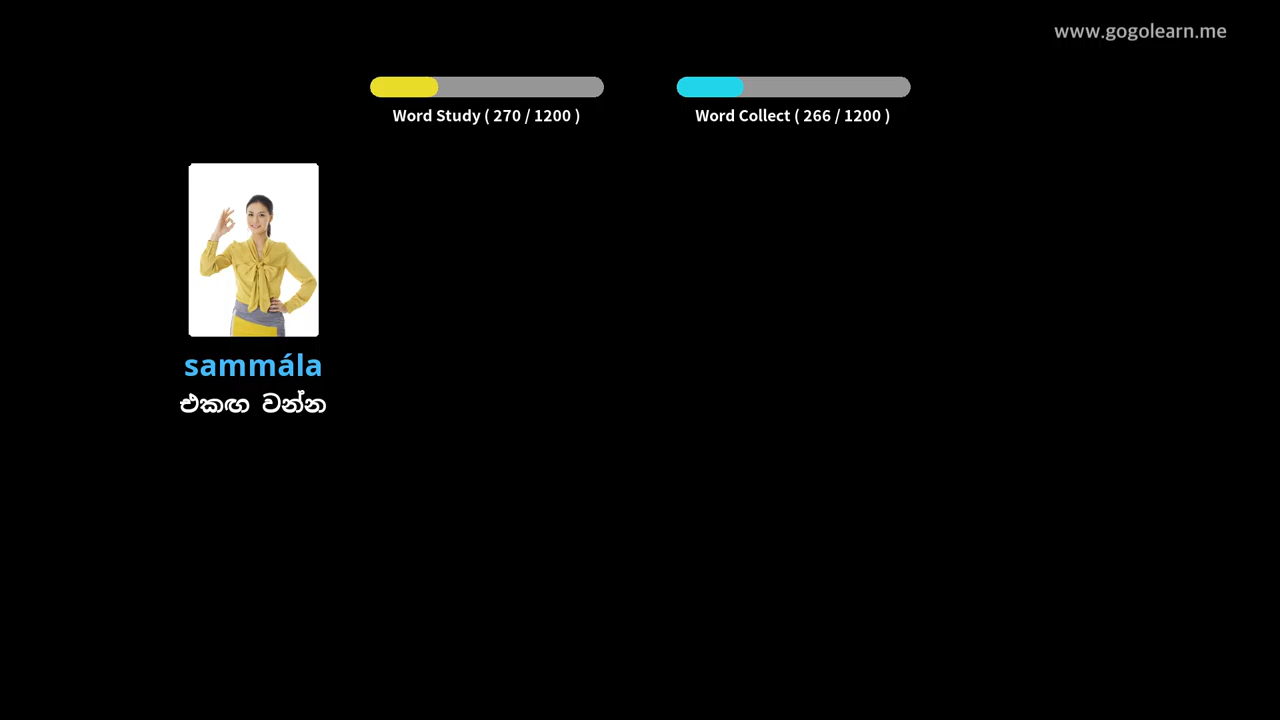 www.gogolearn.me
Word Study ( 270 / 1200 )
Word Collect ( 266 / 1200 )
sammála
එකඟ වන්න